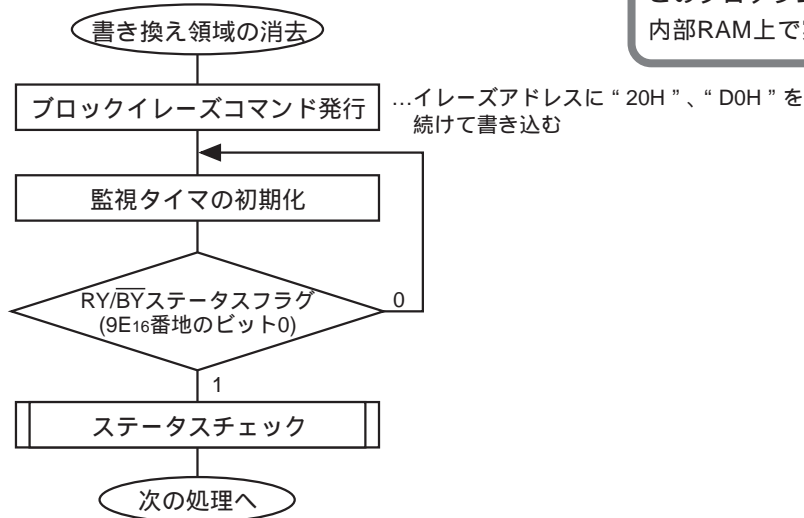 内部RAM上で
書き換え領域の消去
ブロックイレーズコマンド発行
…イレーズアドレスに“20H”、“D0H”を
続けて書き込む
監視タイマの初期化
RY/B̅Y̅ステータスフラグ
(9E16番地のビット0)
0
1
ステータスチェック
次の処理へ